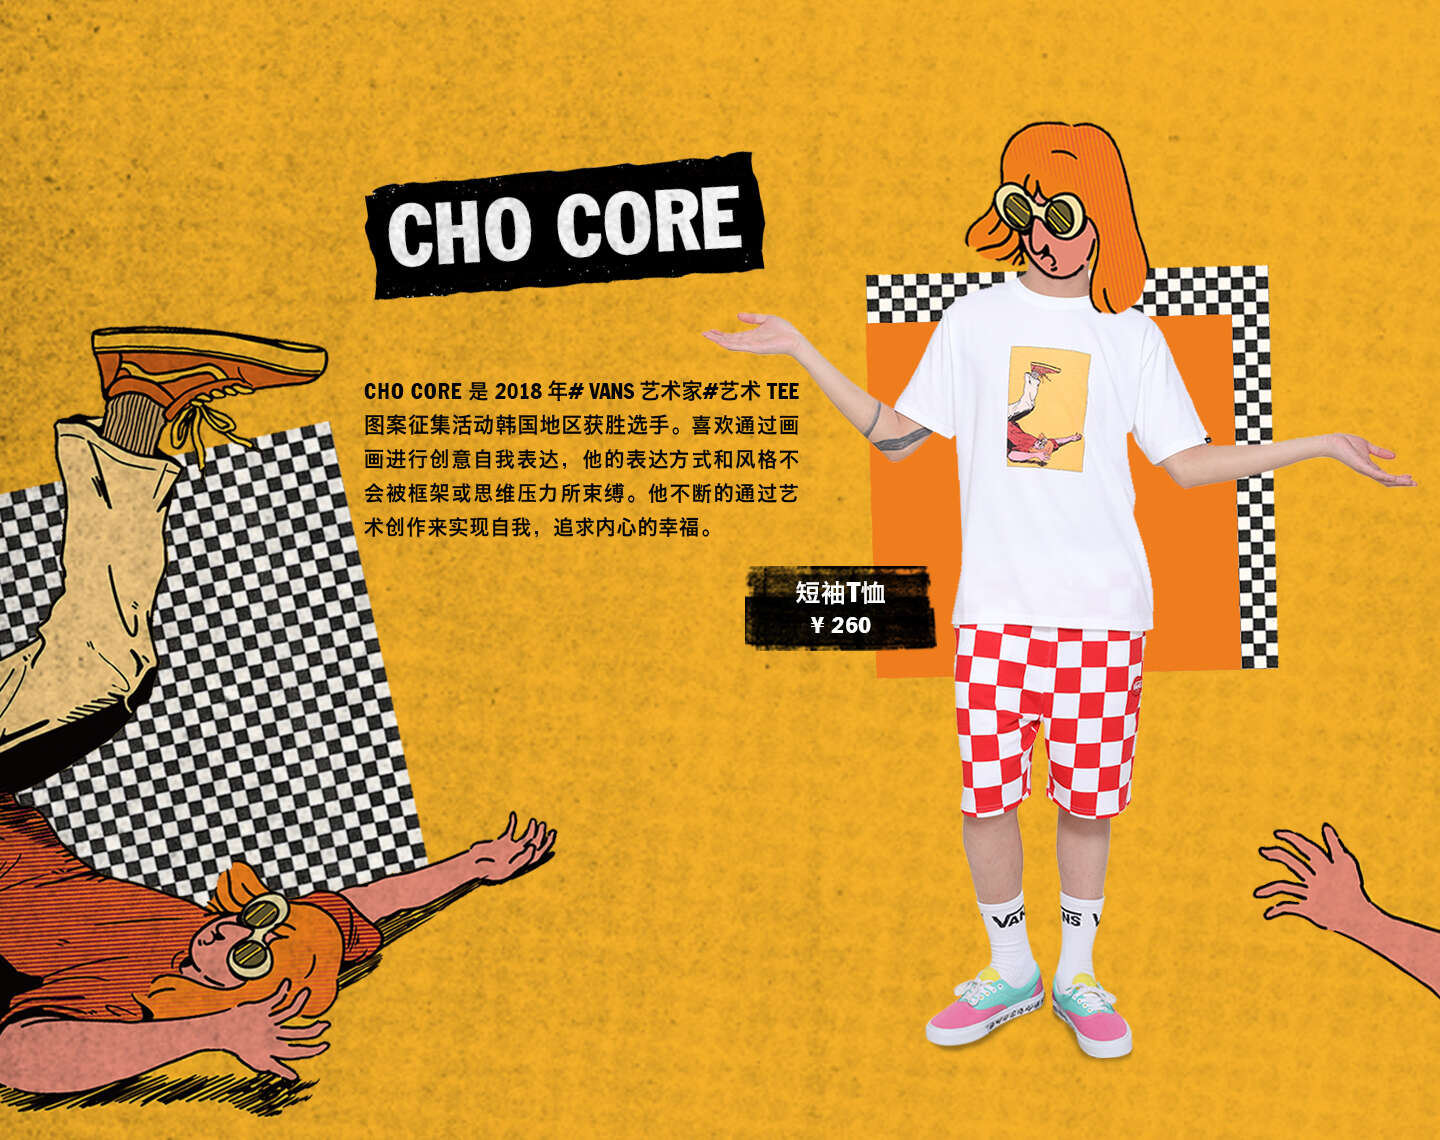 CHO CORE
CHO CORE 是 2018 年# VANS 艺术家#艺术 TEE
图案征集活动韩国地区获胜选手。喜欢通过画
画进行创意自我表达，他的表达方式和风格不
会被框架或思维压力所束缚。他不断的通过艺
术创作来实现自我，追求内心的幸福。
短袖T恤
¥ 260